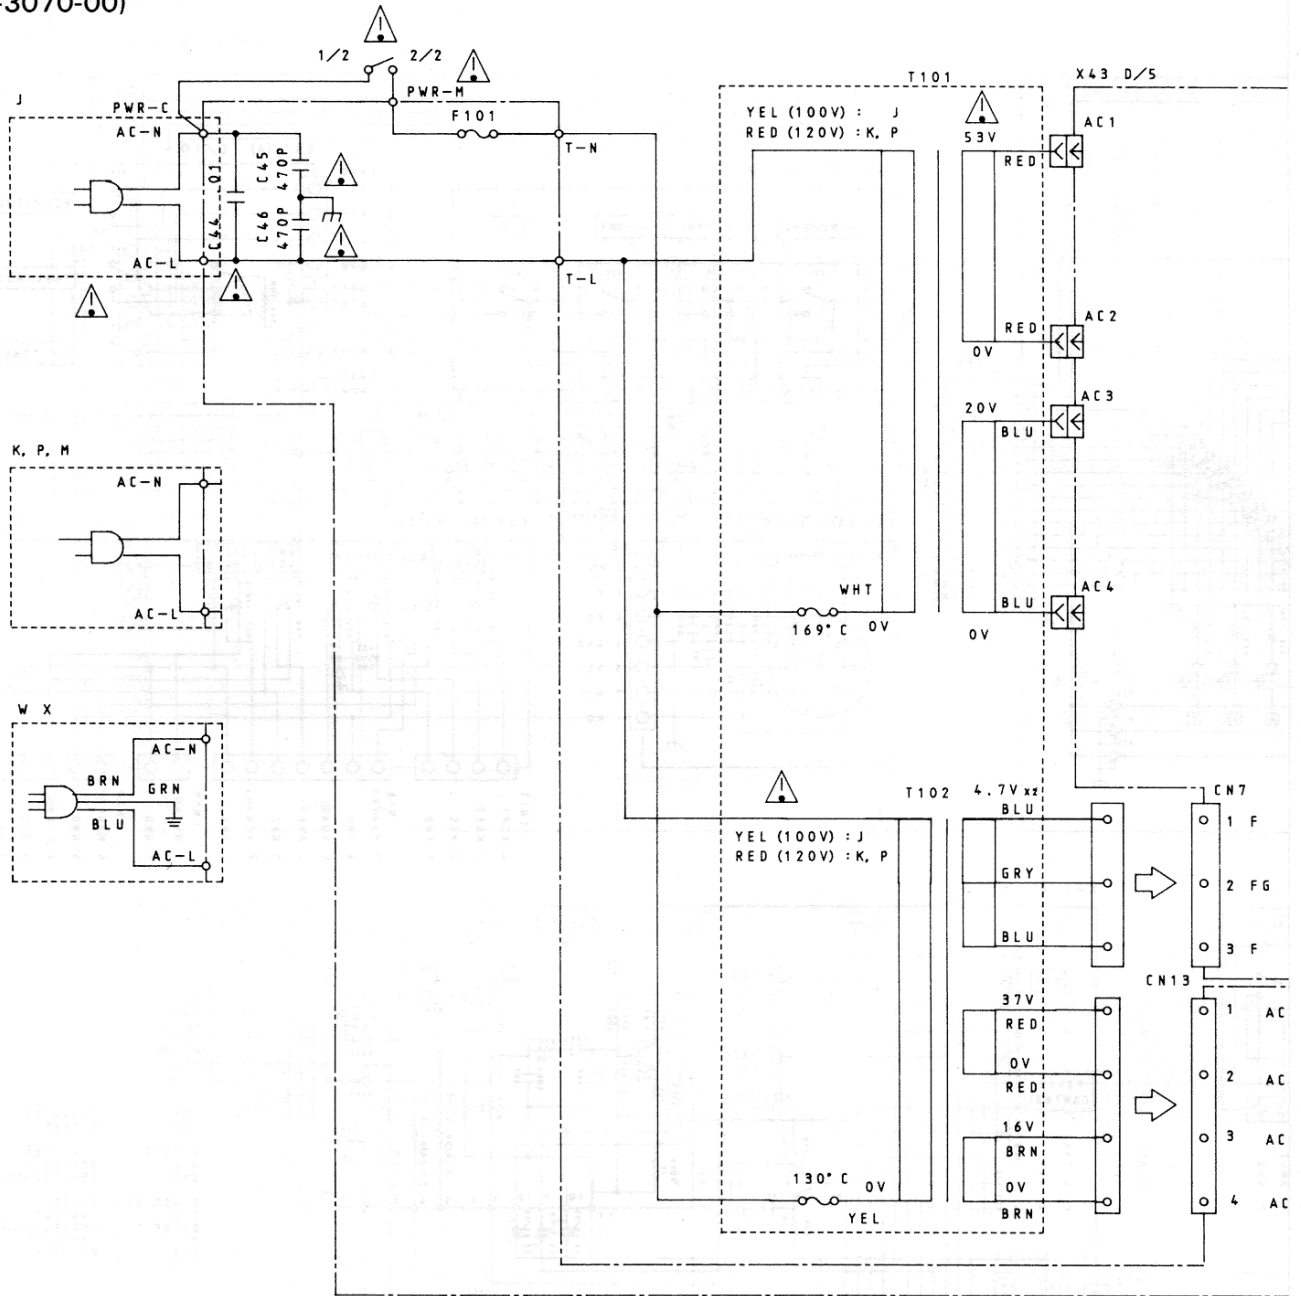 -3070-00)
1/2 2/2
PWR-M
PWR-C
F101
J
AC-N
T-N
C44 Q1
C45 470P
C46 470P
AC-L
T-L
T101
X43 D/5
YEL (100V) : J
RED (120V) : K, P
53V
RED
AC1
RED
AC2
0V
20V
BLU
AC3
WHT
169°C 0V
BLU
AC4
0V
K, P, M
AC-N
AC-L
W X
AC-N
BRN
GRN
BLU
AC-L
T102
4.7V x2
YEL (100V) : J
RED (120V) : K, P
BLU
GRY
BLU
CN7
1 F
2 FG
3 F
CN13
37V
RED
0V
RED
16V
BRN
0V
BRN
1 AC
2 AC
3 AC
4 AC
130°C 0V
YEL